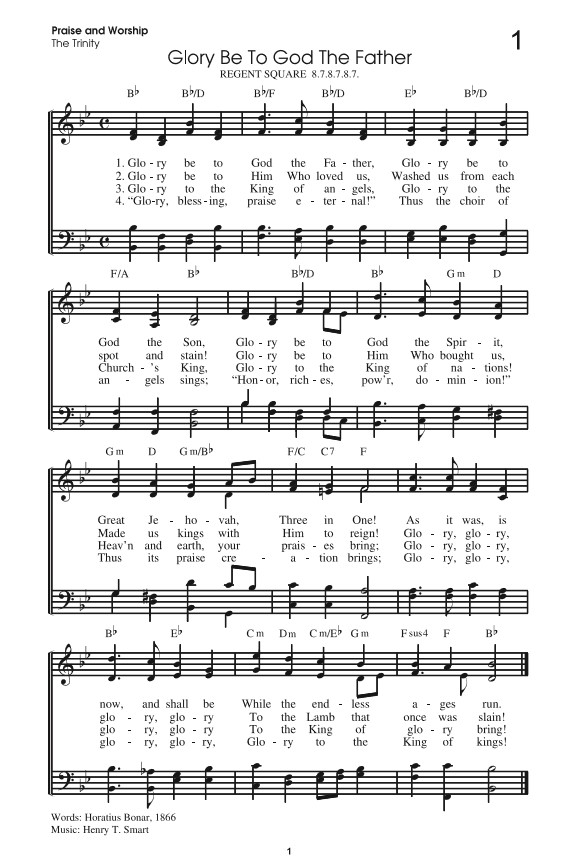 Praise and Worship
The Trinity
1
Glory Be To God The Father
REGENT SQUARE 8.7.8.7.8.7.
B♭ B♭/D B♭/F B♭/D E♭ B♭/D
1. Glo - ry be to God the Fa - ther, Glo - ry be to
2. Glo - ry be to Him Who loved us, Washed us from each
3. Glo - ry to the King of an - gels, Glo - ry to the
4. “Glo-ry, bless-ing, praise e - ter - nal!” Thus the choir of
F/A B♭ B♭/D B♭ Gm D
God the Son, Glo - ry be to God the Spir - it,
spot and stain! Glo - ry be to Him Who bought us,
Church - ’s King, Glo - ry to the King of na - tions!
an - gels sings; “Hon - or, rich - es, pow’r, do - min - ion!”
Gm D Gm/B♭ F/C C7 F
Great Je - ho - vah, Three in One! As it was, is
Made us kings with Him to reign! Glo - ry, glo - ry,
Heav’n and earth, your prais - es bring; Glo - ry, glo - ry,
Thus its praise cre - a - tion brings; Glo - ry, glo - ry,
B♭ E♭ Cm Dm Cm/E♭ Gm Fsus4 F B♭
now, and shall be While the end - less a - ges run.
glo - ry, glo - ry To the Lamb that once was slain!
glo - ry, glo - ry To the King of glo - ry bring!
glo - ry, glo - ry, Glo - ry to the King of kings!
Words: Horatius Bonar, 1866
Music: Henry T. Smart
1